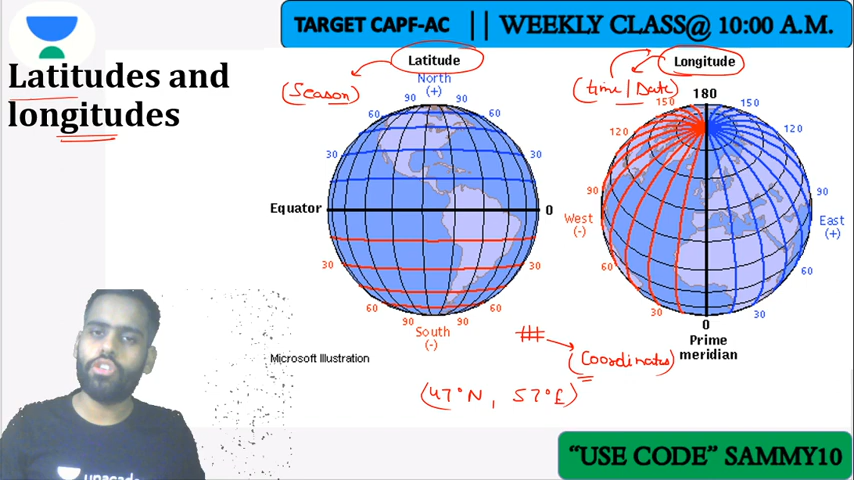 TARGET CAPF-AC || WEEKLY CLASS@ 10:00 A.M.
Latitudes and
longitudes
Latitude
(Season)
North
(+)
90 90
60 60
30 30
Equator 0
30 30
60 60
90 90
South
(-)
Microsoft Illustration
Longitude
(time/Date)
180
150 150
120 120
90 90
West
(-)
East
(+)
60 60
30 30
0
Prime
meridian
(Coordinates)
(47°N, 57°E)
unacade
"USE CODE" SAMMY10